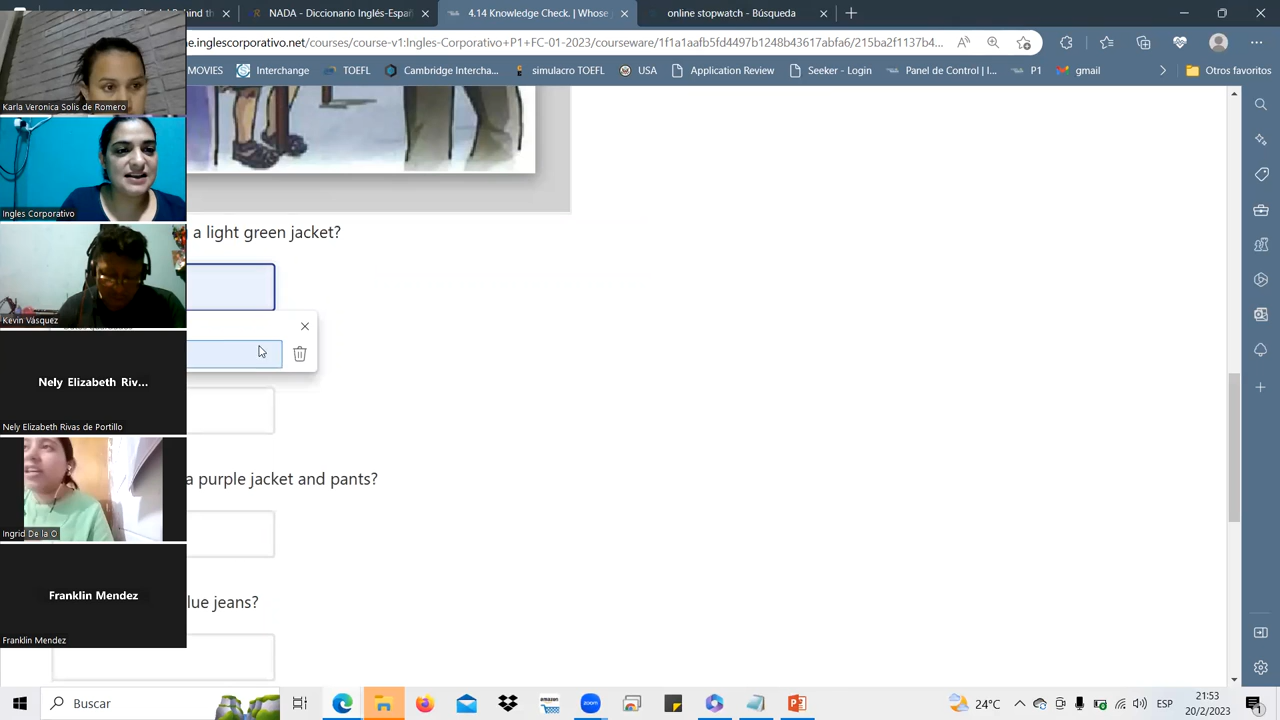 NADA - Diccionario Inglés-Españ
4.14 Knowledge Check. | Whose
online stopwatch - Búsqueda
e.inglescorporativo.net/courses/course-v1:Ingles-Corporativo+P1+FC-01-2023/courseware/1f1a1aafb5fd4497b1248b43617abfa6/215ba2f1137b4...
MOVIES
Interchange
TOEFL
Cambridge Intercha...
simulacro TOEFL
USA
Application Review
Seeker - Login
Panel de Control | I...
P1
gmail
Otros favoritos
Karla Veronica Solis de Romero
Ingles Corporativo
a light green jacket?
Kevin Vásquez
Nely Elizabeth Riv...
Nely Elizabeth Rivas de Portillo
a purple jacket and pants?
Ingrid De la O
Franklin Mendez
lue jeans?
Franklin Mendez
Buscar
24°C
ESP
21:53
20/2/2023